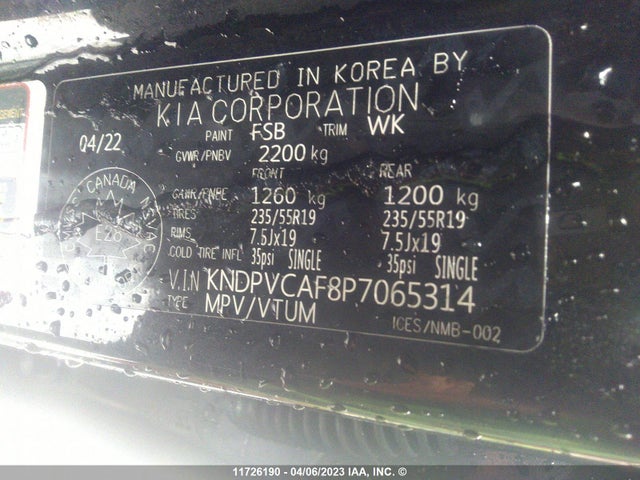 MANUFACTURED IN KOREA BY
KIA CORPORATION
04/22 PAINT FSB TRIM WK
GVWR/PNBV 2200 kg
FRONT REAR
GAWR/PNBE 1260 kg 1200 kg
TIRES 235/55R19 235/55R19
RIMS 7.5Jx19 7.5Jx19
COLD TIRE INFL 35psi SINGLE 35psi SINGLE
V.I.N KNDPVCAF8P7065314
TYPE MPV/VTUM
ICES/NMB-002
CANADA
EZ0
11726190 - 04/06/2023 IAA, INC. ©